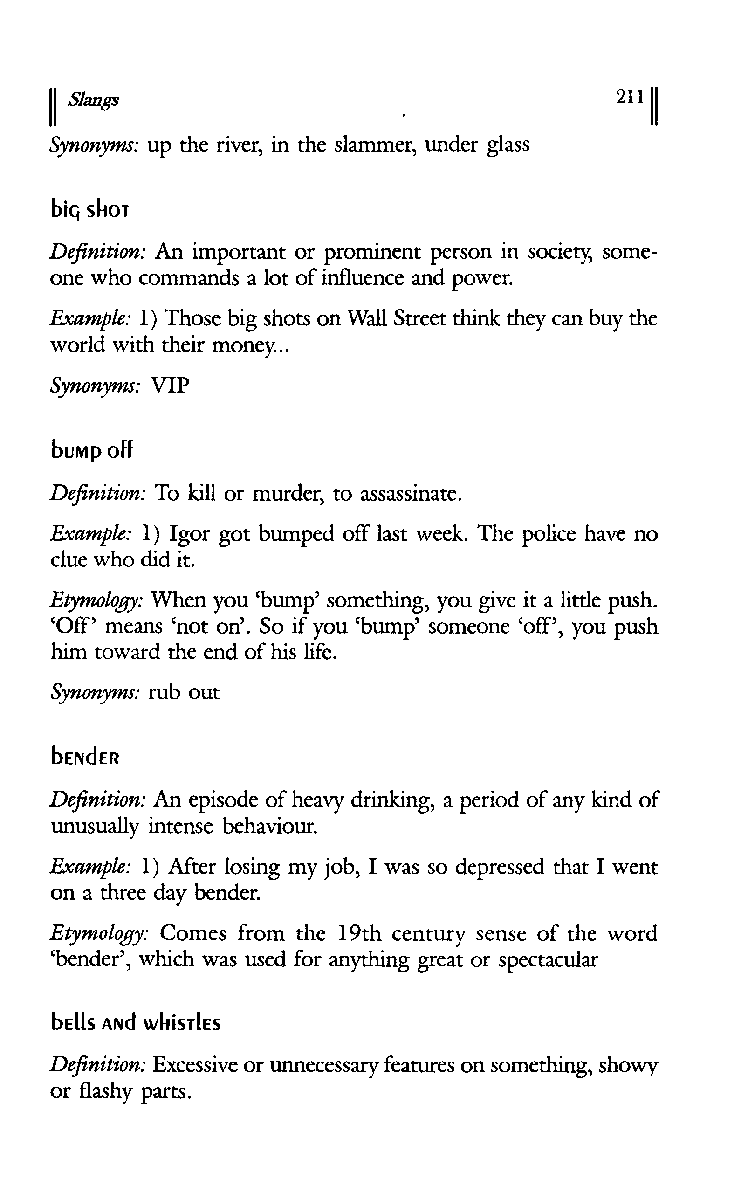 Slangs 211
Synonyms: up the river, in the slammer, under glass
big shot
Definition: An important or prominent person in society, some-
one who commands a lot of influence and power.
Example: 1) Those big shots on Wall Street think they can buy the
world with their money...
Synonyms: VIP
bump off
Definition: To kill or murder, to assassinate.
Example: 1) Igor got bumped off last week. The police have no
clue who did it.
Etymology: When you ‘bump’ something, you give it a little push.
‘Off’ means ‘not on’. So if you ‘bump’ someone ‘off’, you push
him toward the end of his life.
Synonyms: rub out
bender
Definition: An episode of heavy drinking, a period of any kind of
unusually intense behaviour.
Example: 1) After losing my job, I was so depressed that I went
on a three day bender.
Etymology: Comes from the 19th century sense of the word
‘bender’, which was used for anything great or spectacular
bells and whistles
Definition: Excessive or unnecessary features on something, showy
or flashy parts.